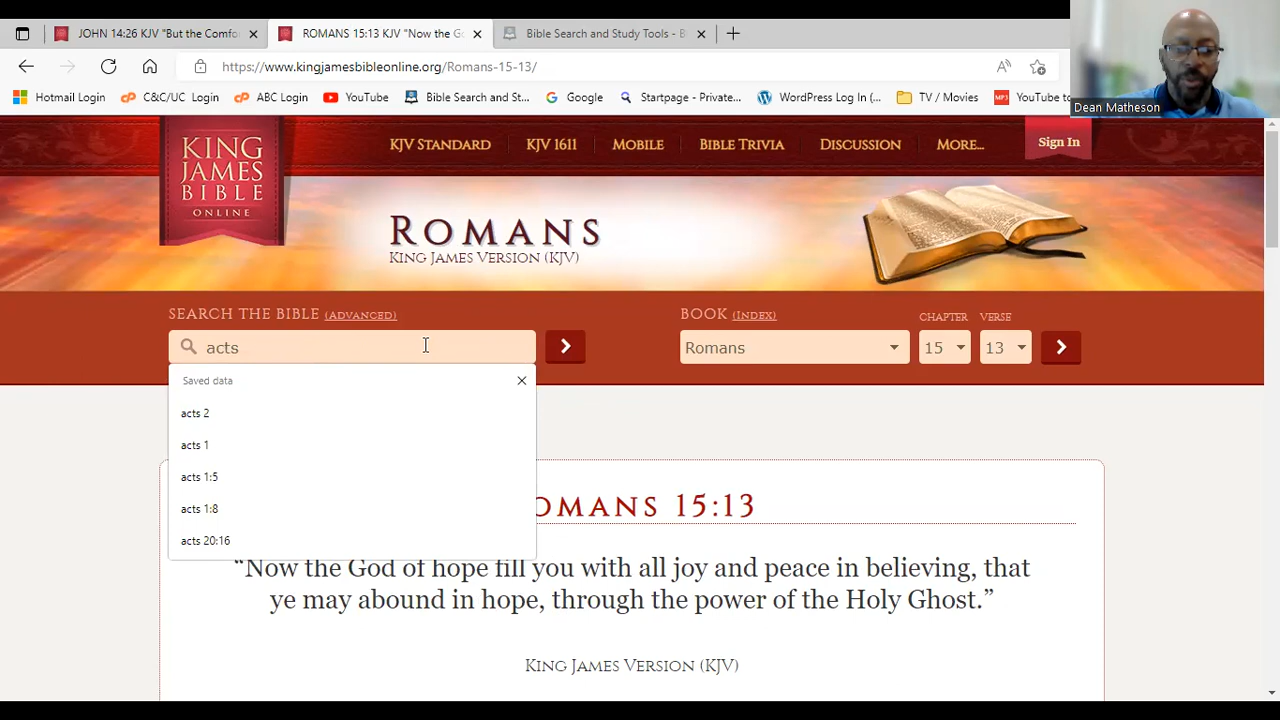 JOHN 14:26 KJV "But the Comfo
ROMANS 15:13 KJV "Now the Go
Bible Search and Study Tools - B
https://www.kingjamesbibleonline.org/Romans-15-13/
Dean Matheson
Hotmail Login
C&C/UC Login
ABC Login
YouTube
Bible Search and St...
Google
Startpage - Private...
WordPress Log In (...
TV / Movies
YouTube to
KING
JAMES
BIBLE
ONLINE
KJV STANDARD
KJV 1611
MOBILE
BIBLE TRIVIA
DISCUSSION
MORE...
Sign In
ROMANS
KING JAMES VERSION (KJV)
SEARCH THE BIBLE (ADVANCED)
BOOK (INDEX)
CHAPTER
VERSE
acts
Romans
15
13
Saved data
acts 2
acts 1
acts 1:5
acts 1:8
acts 20:16
OMANS 15:13
“Now the God of hope fill you with all joy and peace in believing, that
ye may abound in hope, through the power of the Holy Ghost.”
KING JAMES VERSION (KJV)